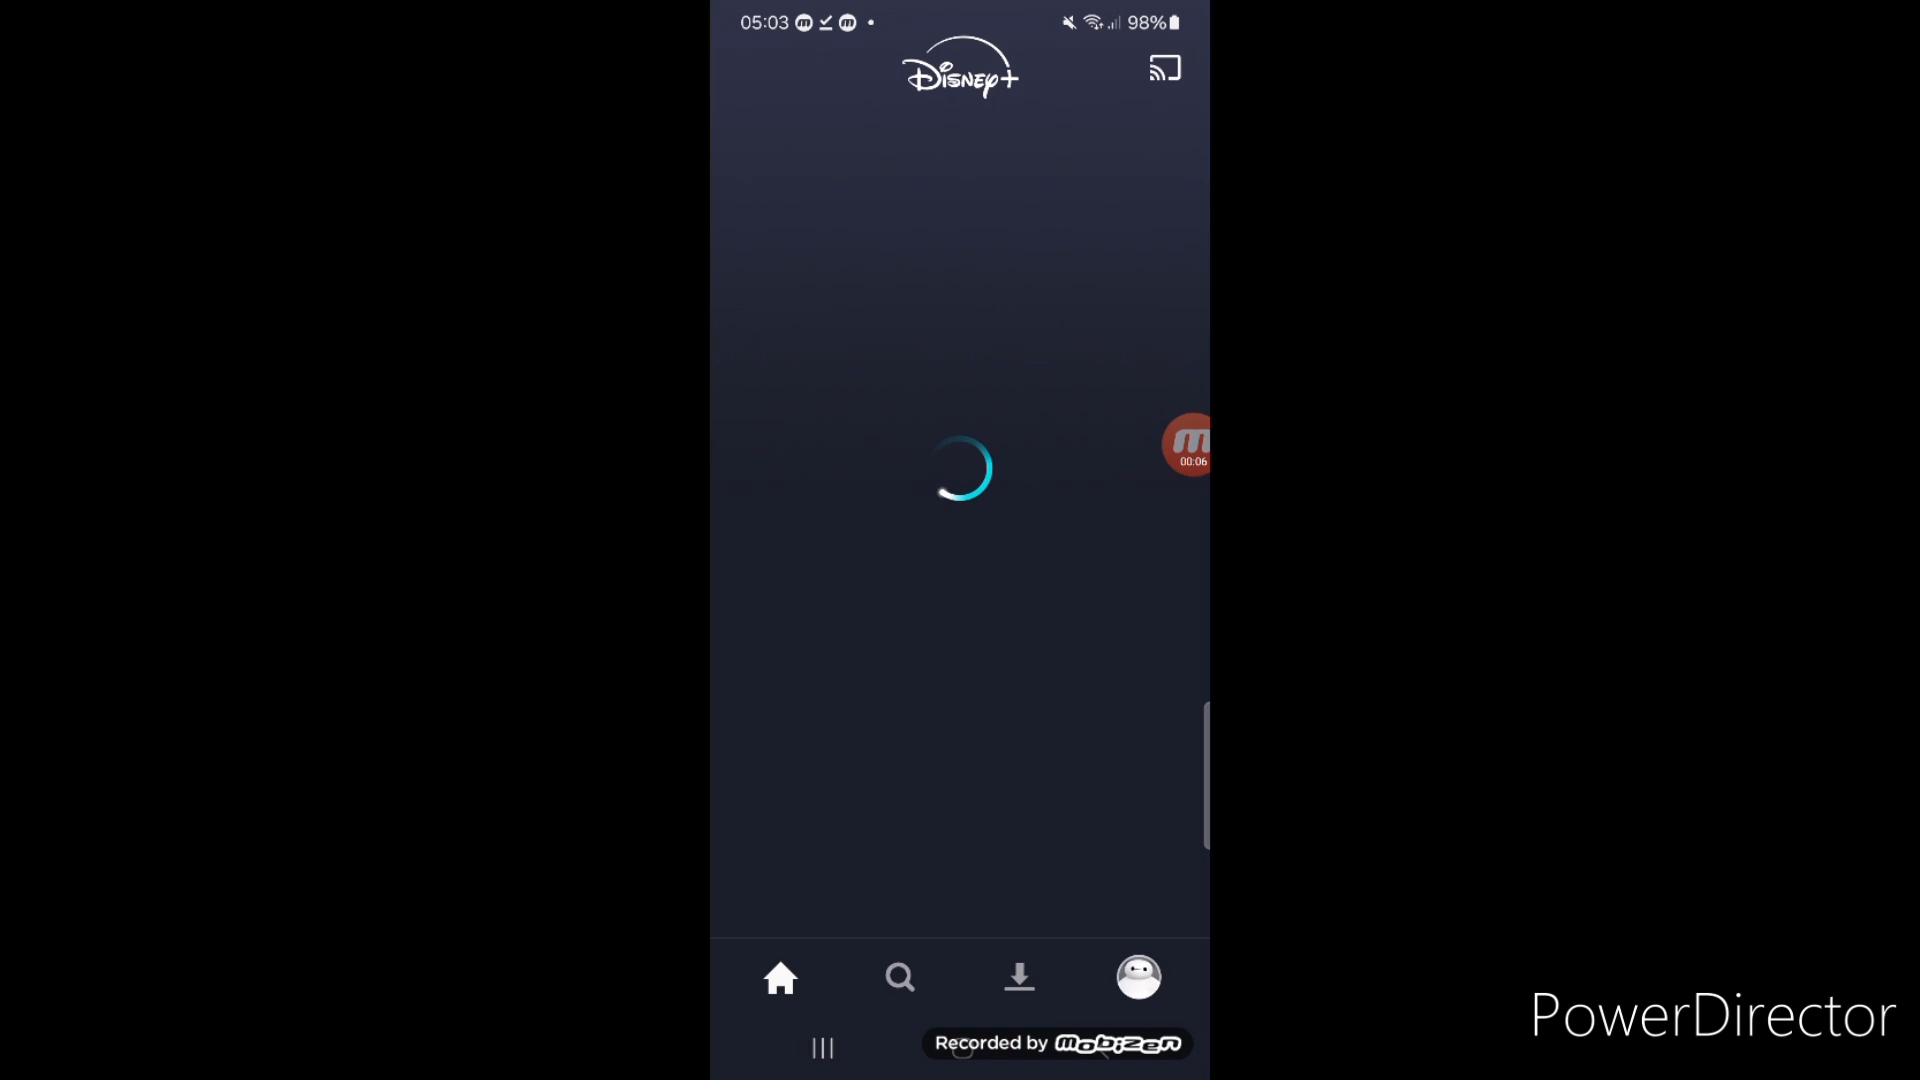 05:03
98%
Disney+
00:06
Recorded by Mobizen
PowerDirector